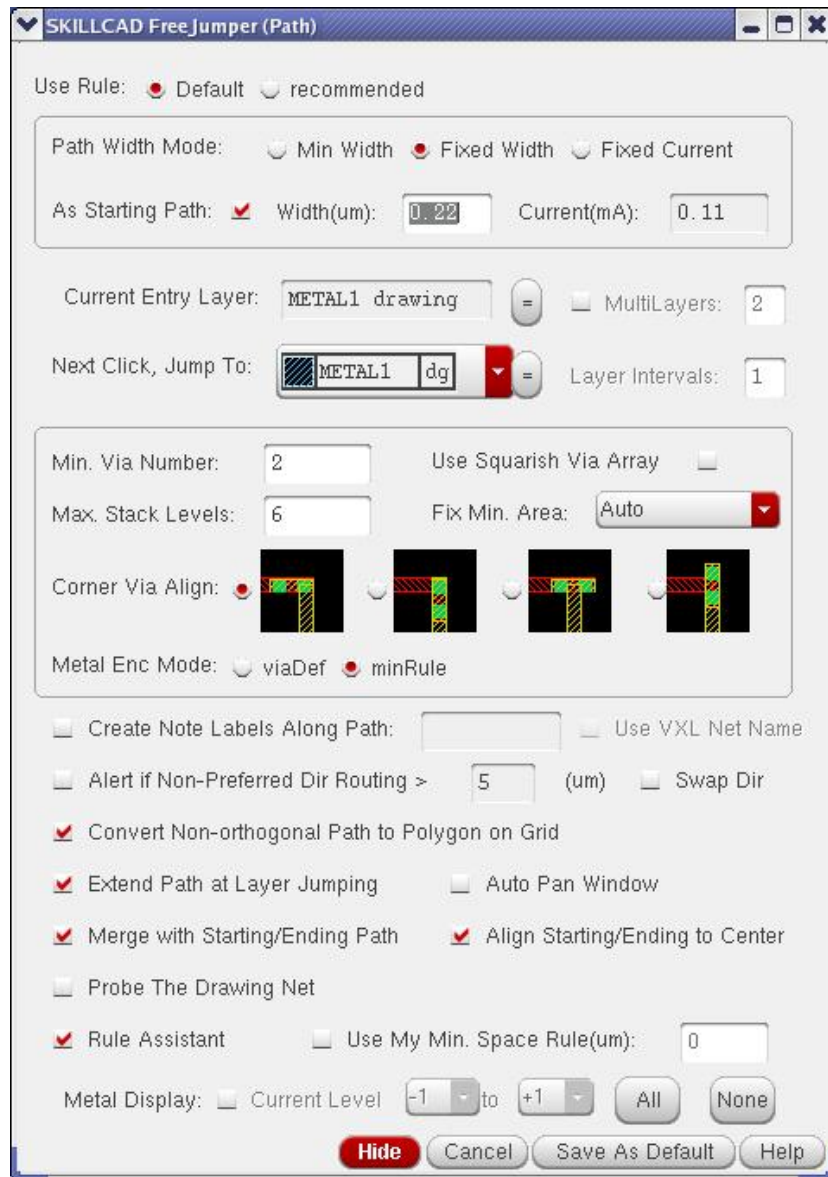 SKILLCAD FreeJumper (Path)
Use Rule: Default recommended
Path Width Mode: Min Width Fixed Width Fixed Current
As Starting Path: Width(um): 0.22 Current(mA): 0.11
Current Entry Layer: METAL1 drawing = MultiLayers: 2
Next Click, Jump To: METAL1 dg = Layer Intervals: 1
Min. Via Number: 2 Use Squarish Via Array
Max. Stack Levels: 6 Fix Min. Area: Auto
Corner Via Align:
Metal Enc Mode: viaDef minRule
Create Note Labels Along Path: Use VXL Net Name
Alert if Non-Preferred Dir Routing > 5 (um) Swap Dir
Convert Non-orthogonal Path to Polygon on Grid
Extend Path at Layer Jumping Auto Pan Window
Merge with Starting/Ending Path Align Starting/Ending to Center
Probe The Drawing Net
Rule Assistant Use My Min. Space Rule(um): 0
Metal Display: Current Level -1 to +1 All None
Hide Cancel Save As Default Help